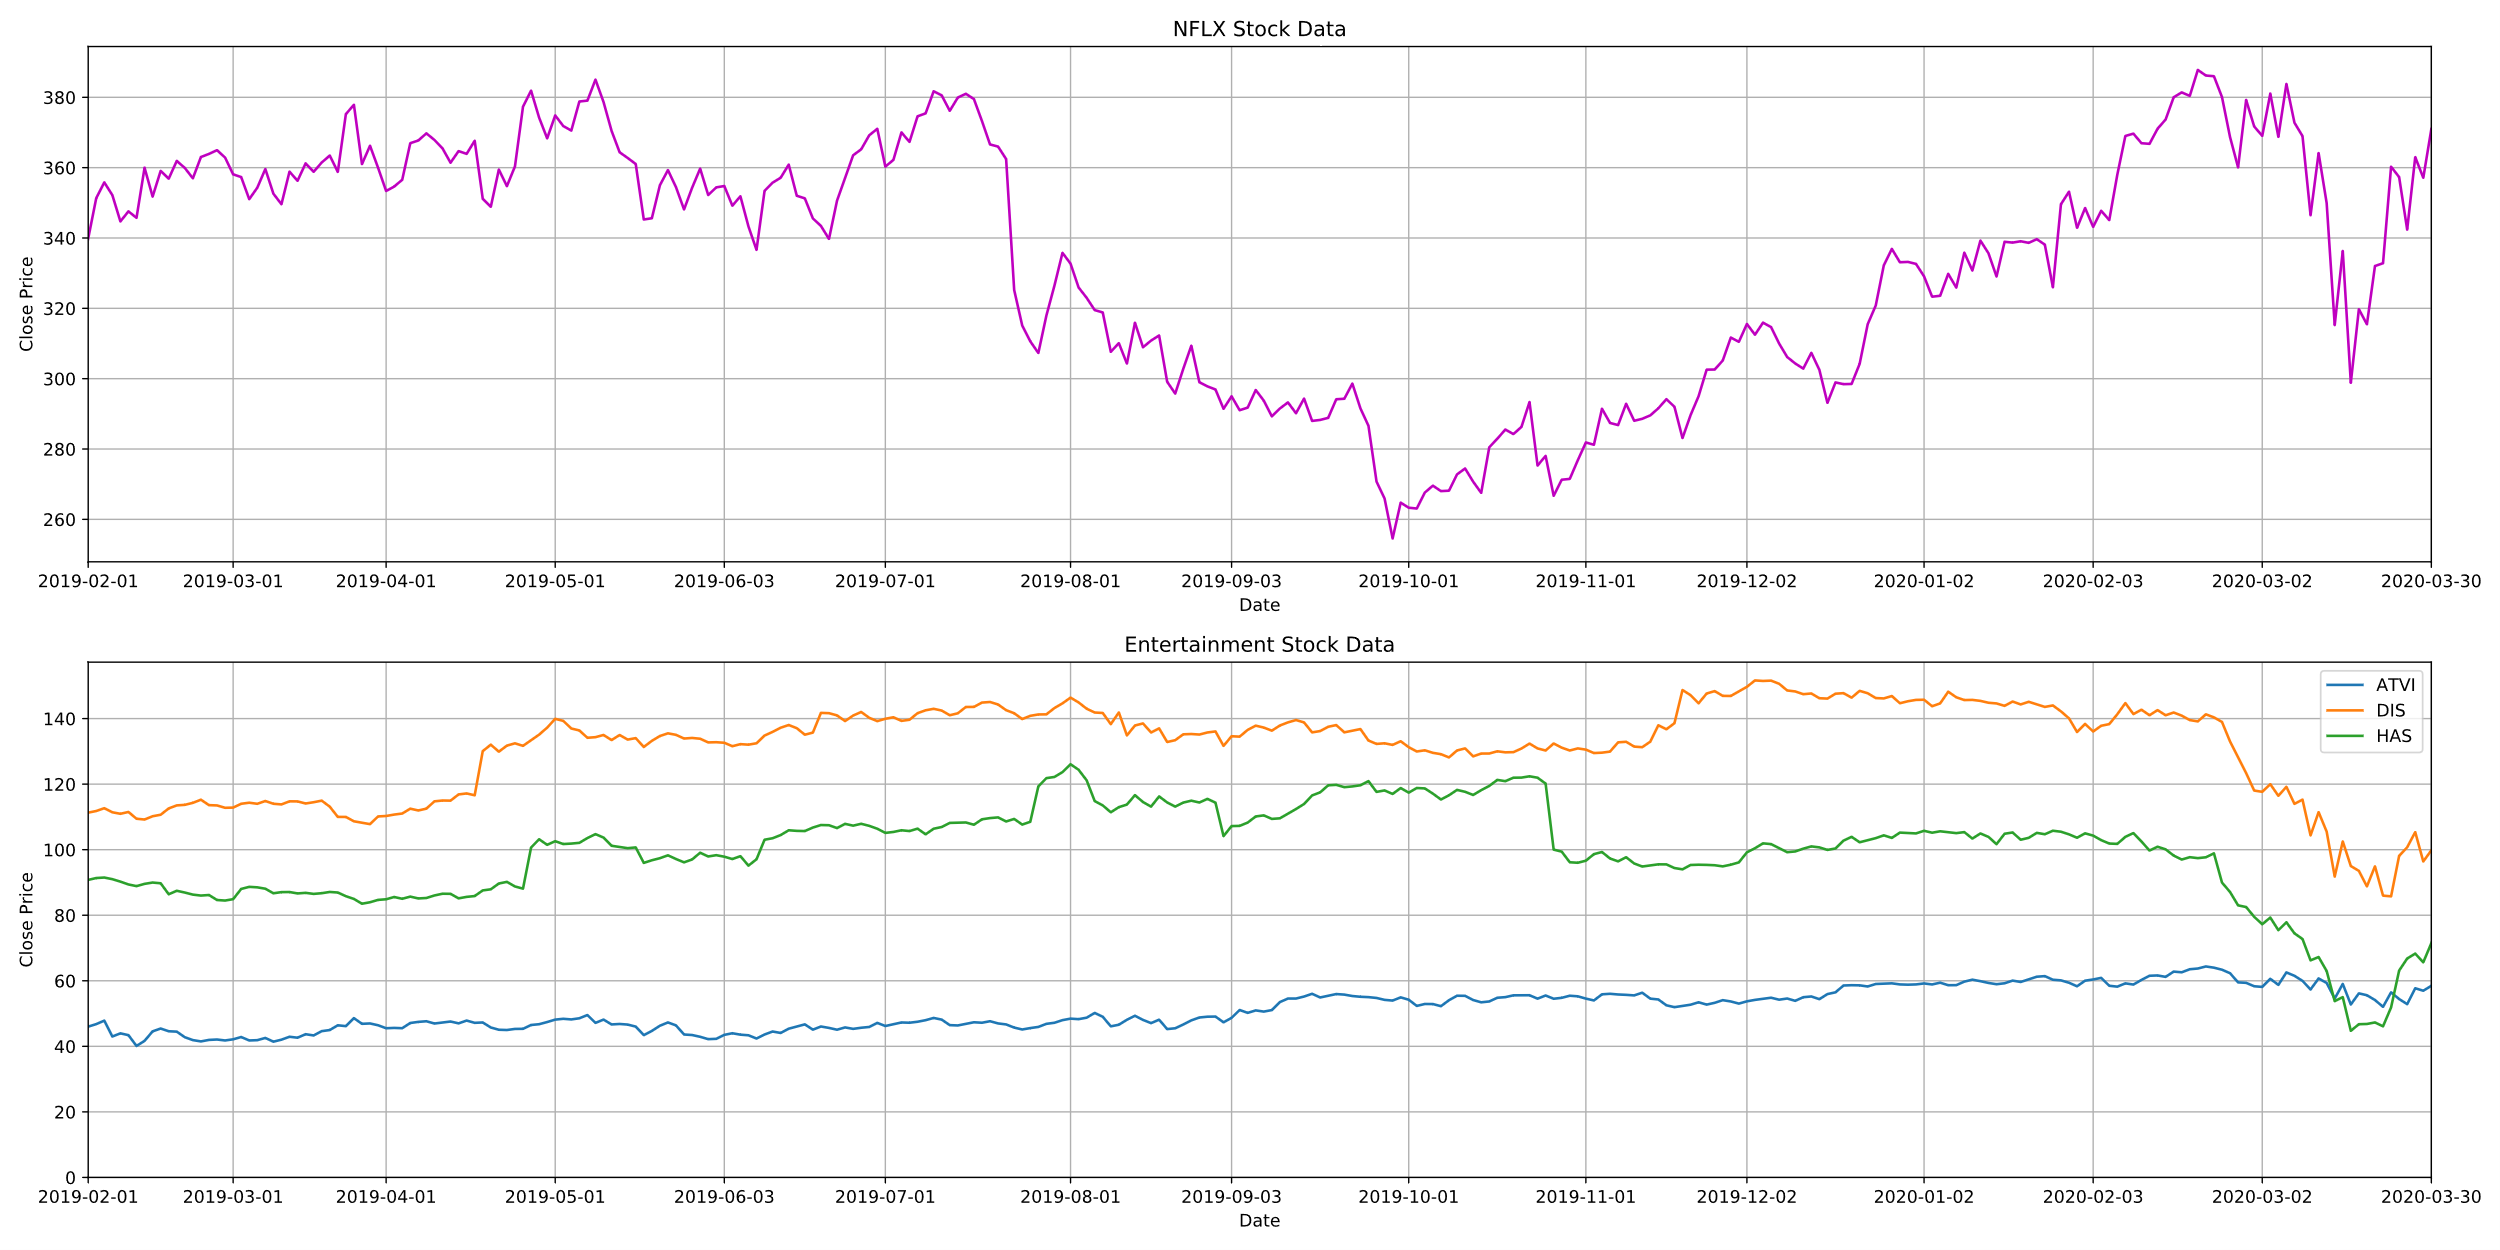 NFLX Stock Data
Close Price
380
360
340
320
300
280
260
2019-02-01 2019-03-01 2019-04-01 2019-05-01 2019-06-03 2019-07-01 2019-08-01 2019-09-03 2019-10-01 2019-11-01 2019-12-02 2020-01-02 2020-02-03 2020-03-02 2020-03-30
Date
Entertainment Stock Data
Close Price
ATVI
DIS
HAS
140
120
100
80
60
40
20
0
2019-02-01 2019-03-01 2019-04-01 2019-05-01 2019-06-03 2019-07-01 2019-08-01 2019-09-03 2019-10-01 2019-11-01 2019-12-02 2020-01-02 2020-02-03 2020-03-02 2020-03-30
Date